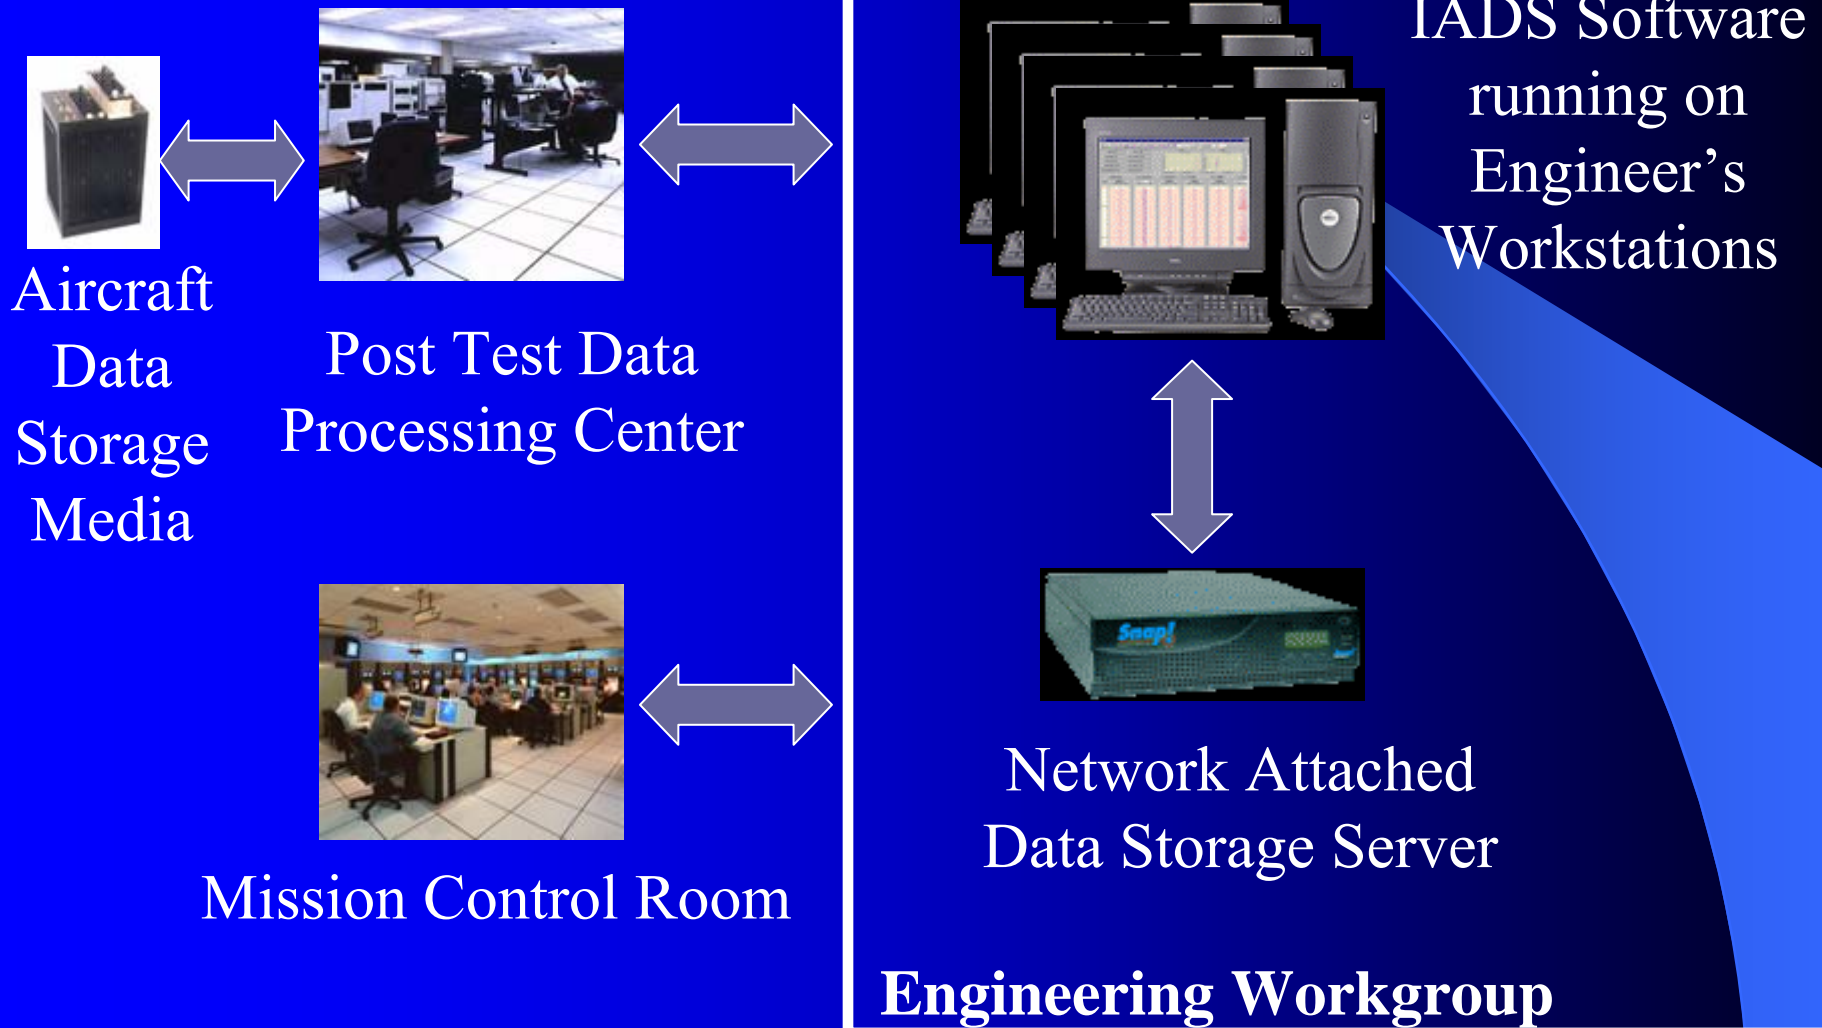 Aircraft
Data
Storage
Media
Post Test Data
Processing Center
Mission Control Room
IADS Software
running on
Engineer’s
Workstations
Snap!
Network Attached
Data Storage Server
Engineering Workgroup